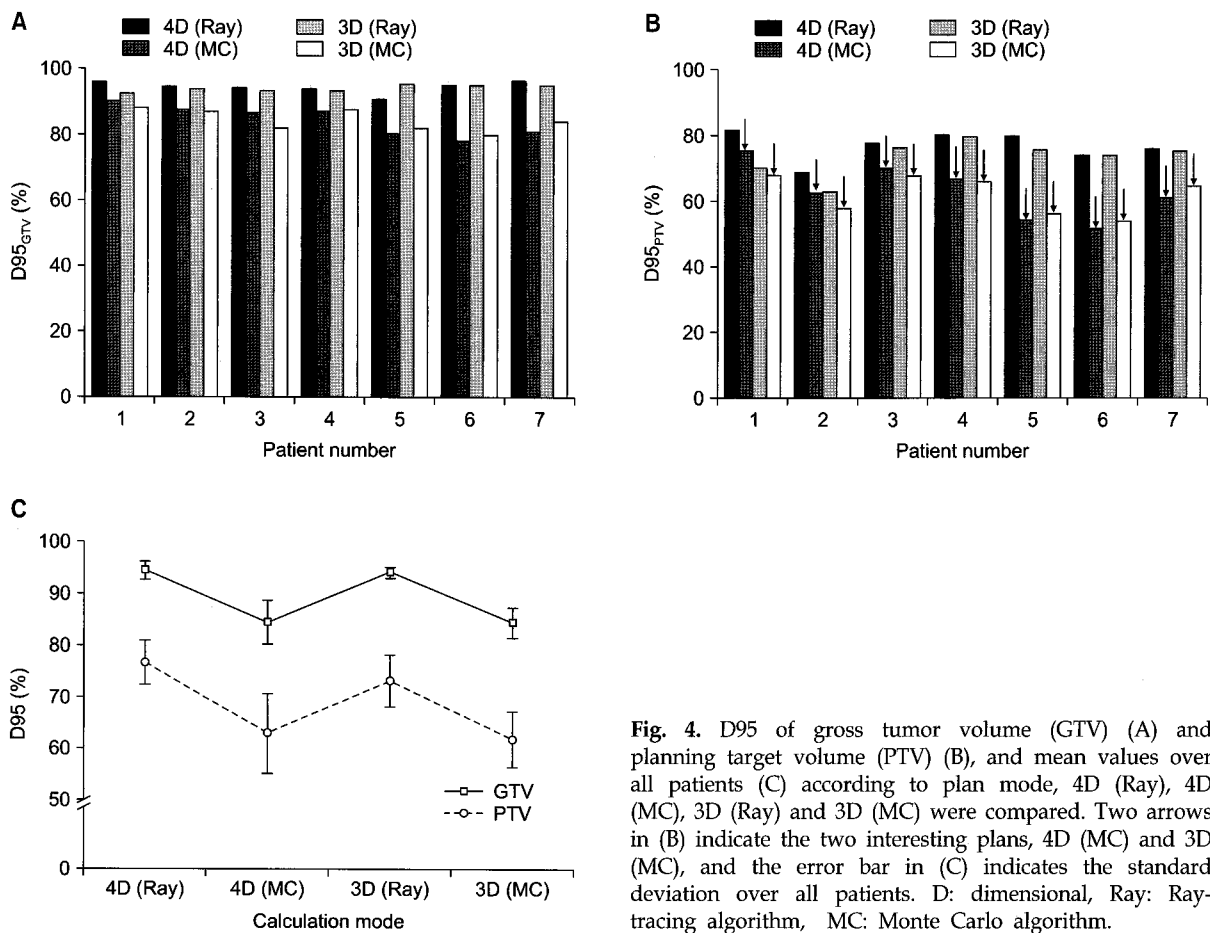 A
4D (Ray)
3D (Ray)
4D (MC)
3D (MC)
100
80
60
40
20
0
D95GTV (%)
1 2 3 4 5 6 7
Patient number
B
4D (Ray)
3D (Ray)
4D (MC)
3D (MC)
100
80
60
40
20
0
D95PTV (%)
1 2 3 4 5 6 7
Patient number
C
100
90
80
70
60
50
0
D95 (%)
GTV
PTV
4D (Ray) 4D (MC) 3D (Ray) 3D (MC)
Calculation mode
Fig. 4. D95 of gross tumor volume (GTV) (A) and
planning target volume (PTV) (B), and mean values over
all patients (C) according to plan mode, 4D (Ray), 4D
(MC), 3D (Ray) and 3D (MC) were compared. Two arrows
in (B) indicate the two interesting plans, 4D (MC) and 3D
(MC), and the error bar in (C) indicates the standard
deviation over all patients. D: dimensional, Ray: Ray-
tracing algorithm, MC: Monte Carlo algorithm.